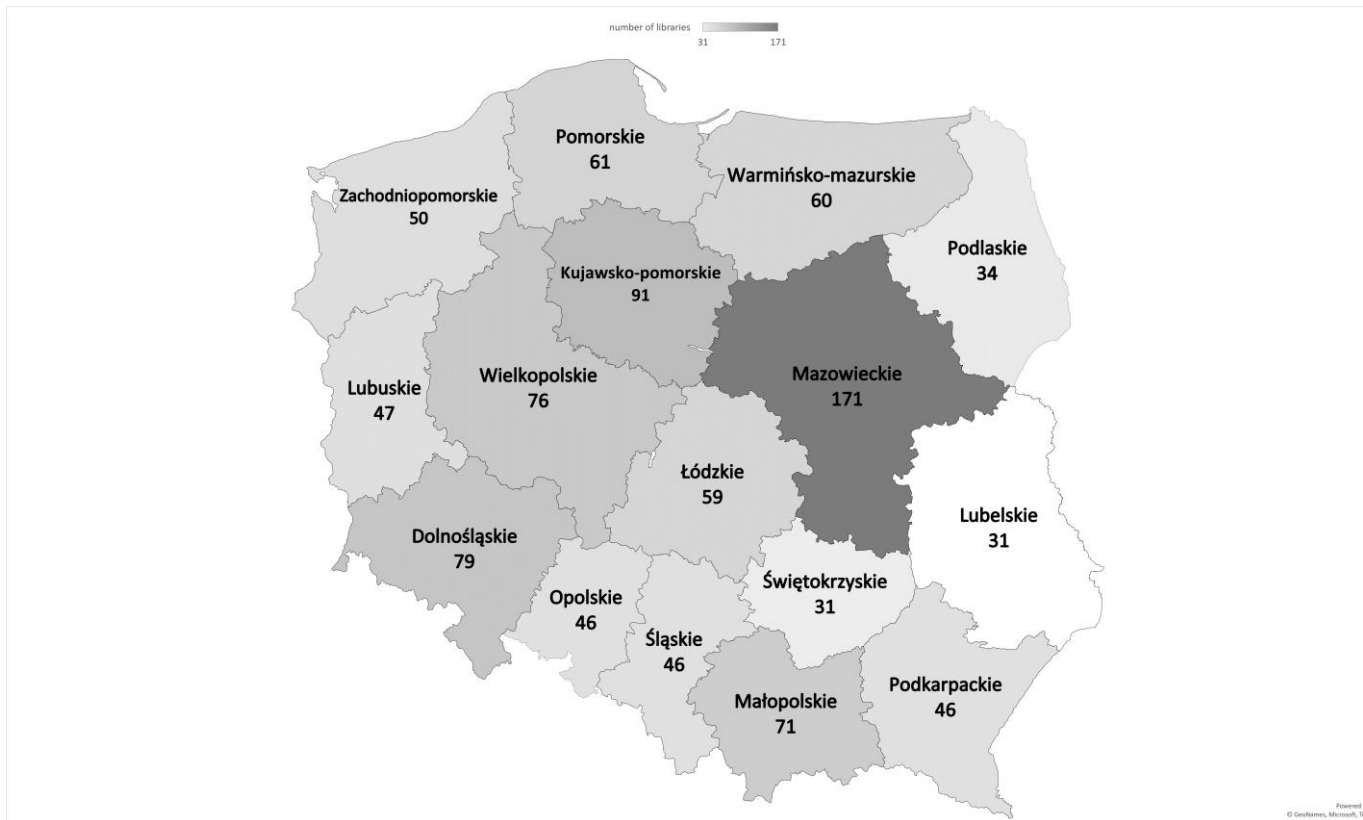 number of libraries
31 171
Pomorskie
61
Warmińsko-mazurskie
60
Zachodniopomorskie
50
Podlaskie
34
Kujawsko-pomorskie
91
Mazowieckie
171
Wielkopolskie
76
Lubuskie
47
Łódzkie
59
Lubelskie
31
Dolnośląskie
79
Świętokrzyskie
31
Opolskie
46
Śląskie
46
Podkarpackie
46
Małopolskie
71
Powered
© GeoNames, Microsoft, T